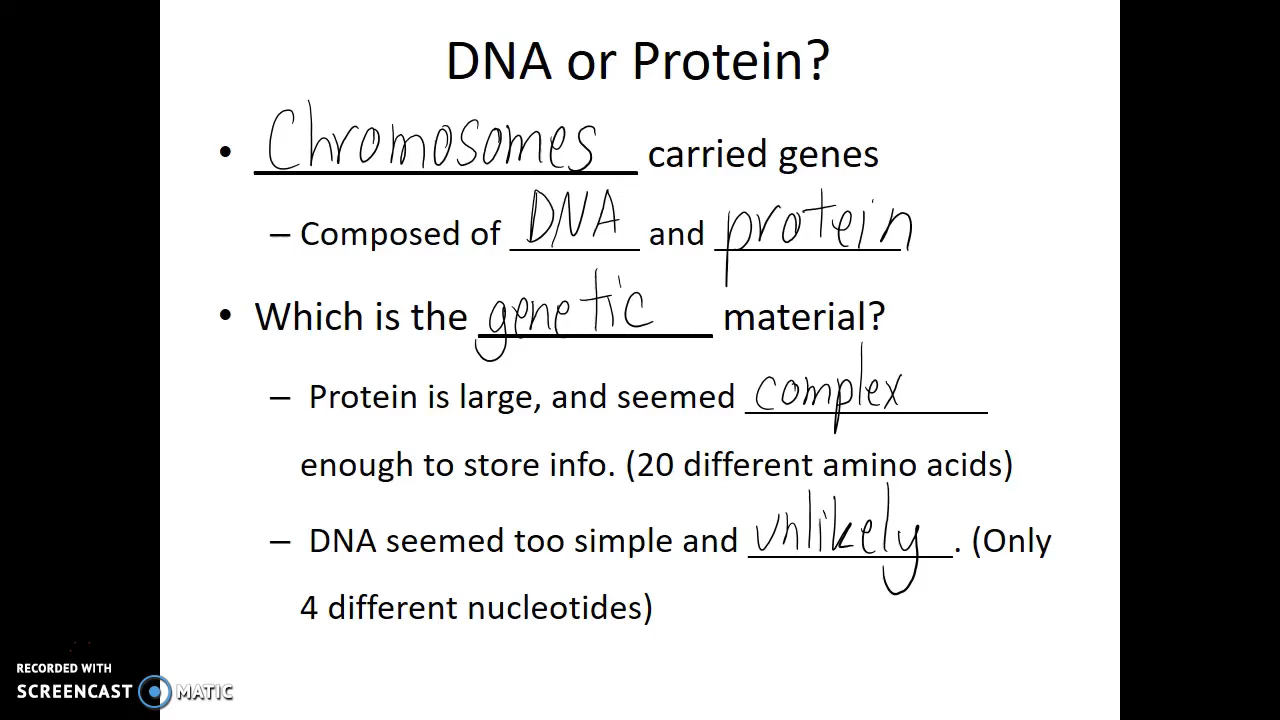 DNA or Protein?
• Chromosomes carried genes
– Composed of DNA and protein
• Which is the genetic material?
– Protein is large, and seemed complex
enough to store info. (20 different amino acids)
– DNA seemed too simple and unlikely. (Only
4 different nucleotides)
RECORDED WITH
SCREENCAST MATIC